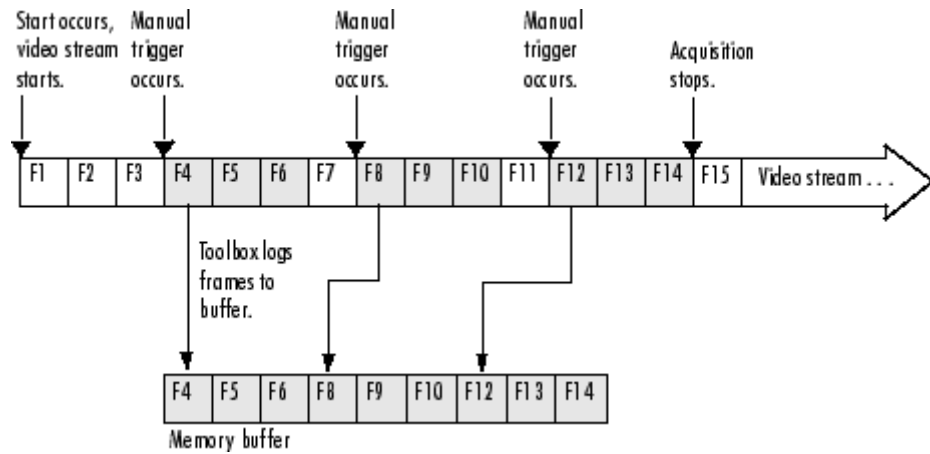 Start occurs,
video stream
starts.
Manual
trigger
occurs.
Manual
trigger
occurs.
Manual
trigger
occurs.
Acquisition
stops.
F1 F2 F3 F4 F5 F6 F7 F8 F9 F10 F11 F12 F13 F14 F15 Video stream . . .
Toolbox logs
frames to
buffer.
F4 F5 F6 F8 F9 F10 F12 F13 F14
Memory buffer